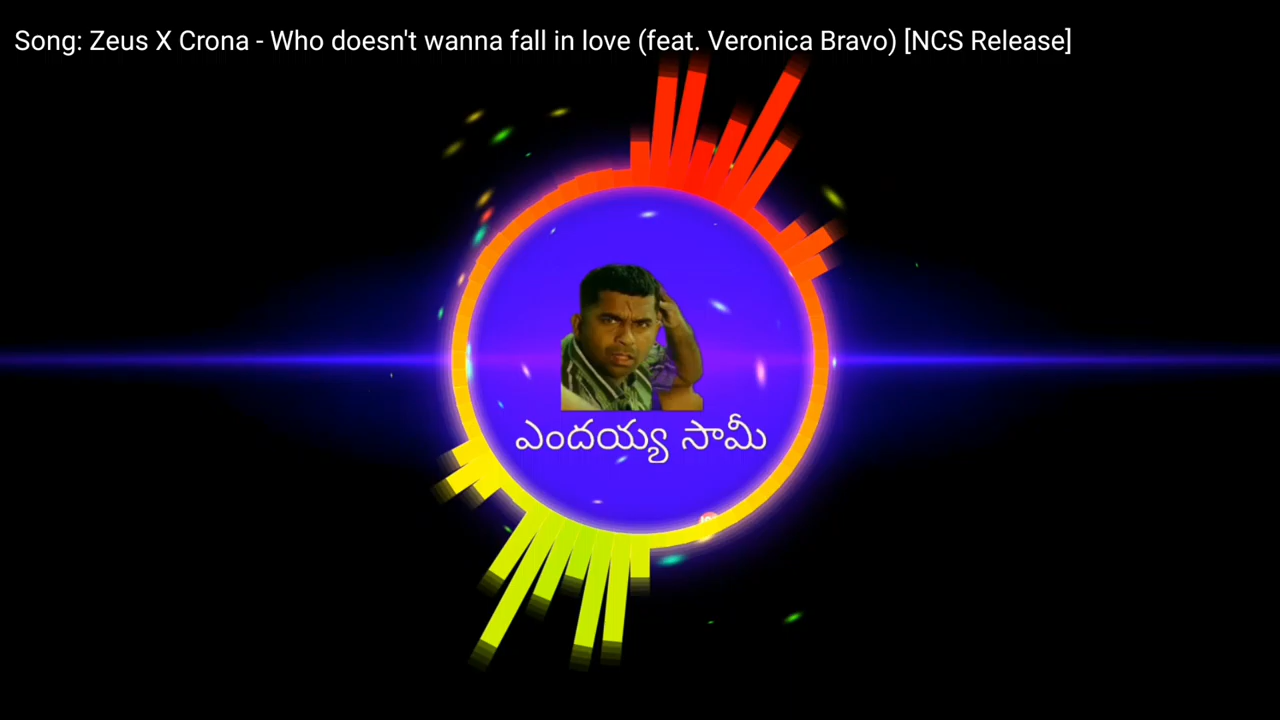 Song: Zeus X Crona - Who doesn't wanna fall in love (feat. Veronica Bravo) [NCS Release]
ఎందయ్య సామీ